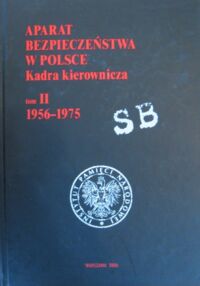 APARAT
BEZPIECZEŃSTWA
W POLSCE
Kadra kierownicza
tom II
1956–1975
SB
INSTYTUT PAMIĘCI NARODOWEJ